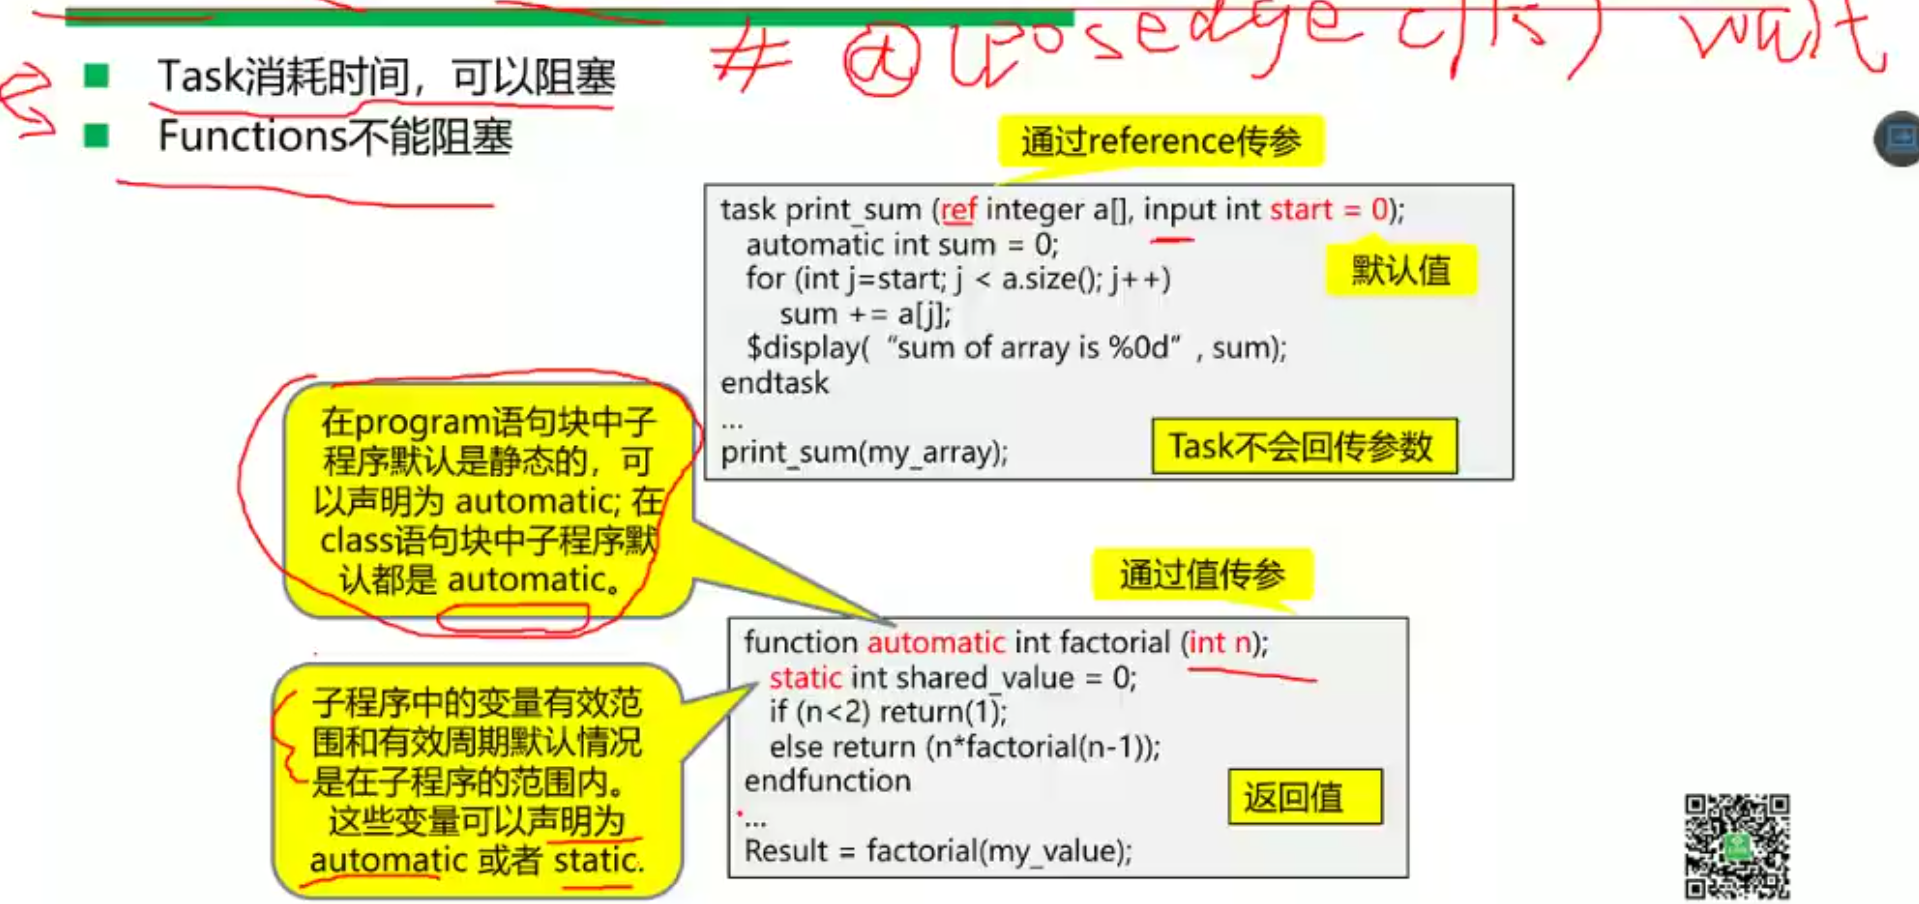 # @(posedge clk) wait
Task消耗时间，可以阻塞
Functions不能阻塞
通过reference传参
task print_sum (ref integer a[], input int start = 0);
automatic int sum = 0;
for (int j=start; j < a.size(); j++)
sum += a[j];
$display( “sum of array is %0d” , sum);
endtask
...
print_sum(my_array);
默认值
Task不会回传参数
在program语句块中子
程序默认是静态的，可
以声明为 automatic; 在
class语句块中子程序默
认都是 automatic。
通过值传参
function automatic int factorial (int n);
static int shared_value = 0;
if (n<2) return(1);
else return (n*factorial(n-1));
endfunction
...
Result = factorial(my_value);
返回值
子程序中的变量有效范
围和有效周期默认情况
是在子程序的范围内。
这些变量可以声明为
automatic 或者 static.